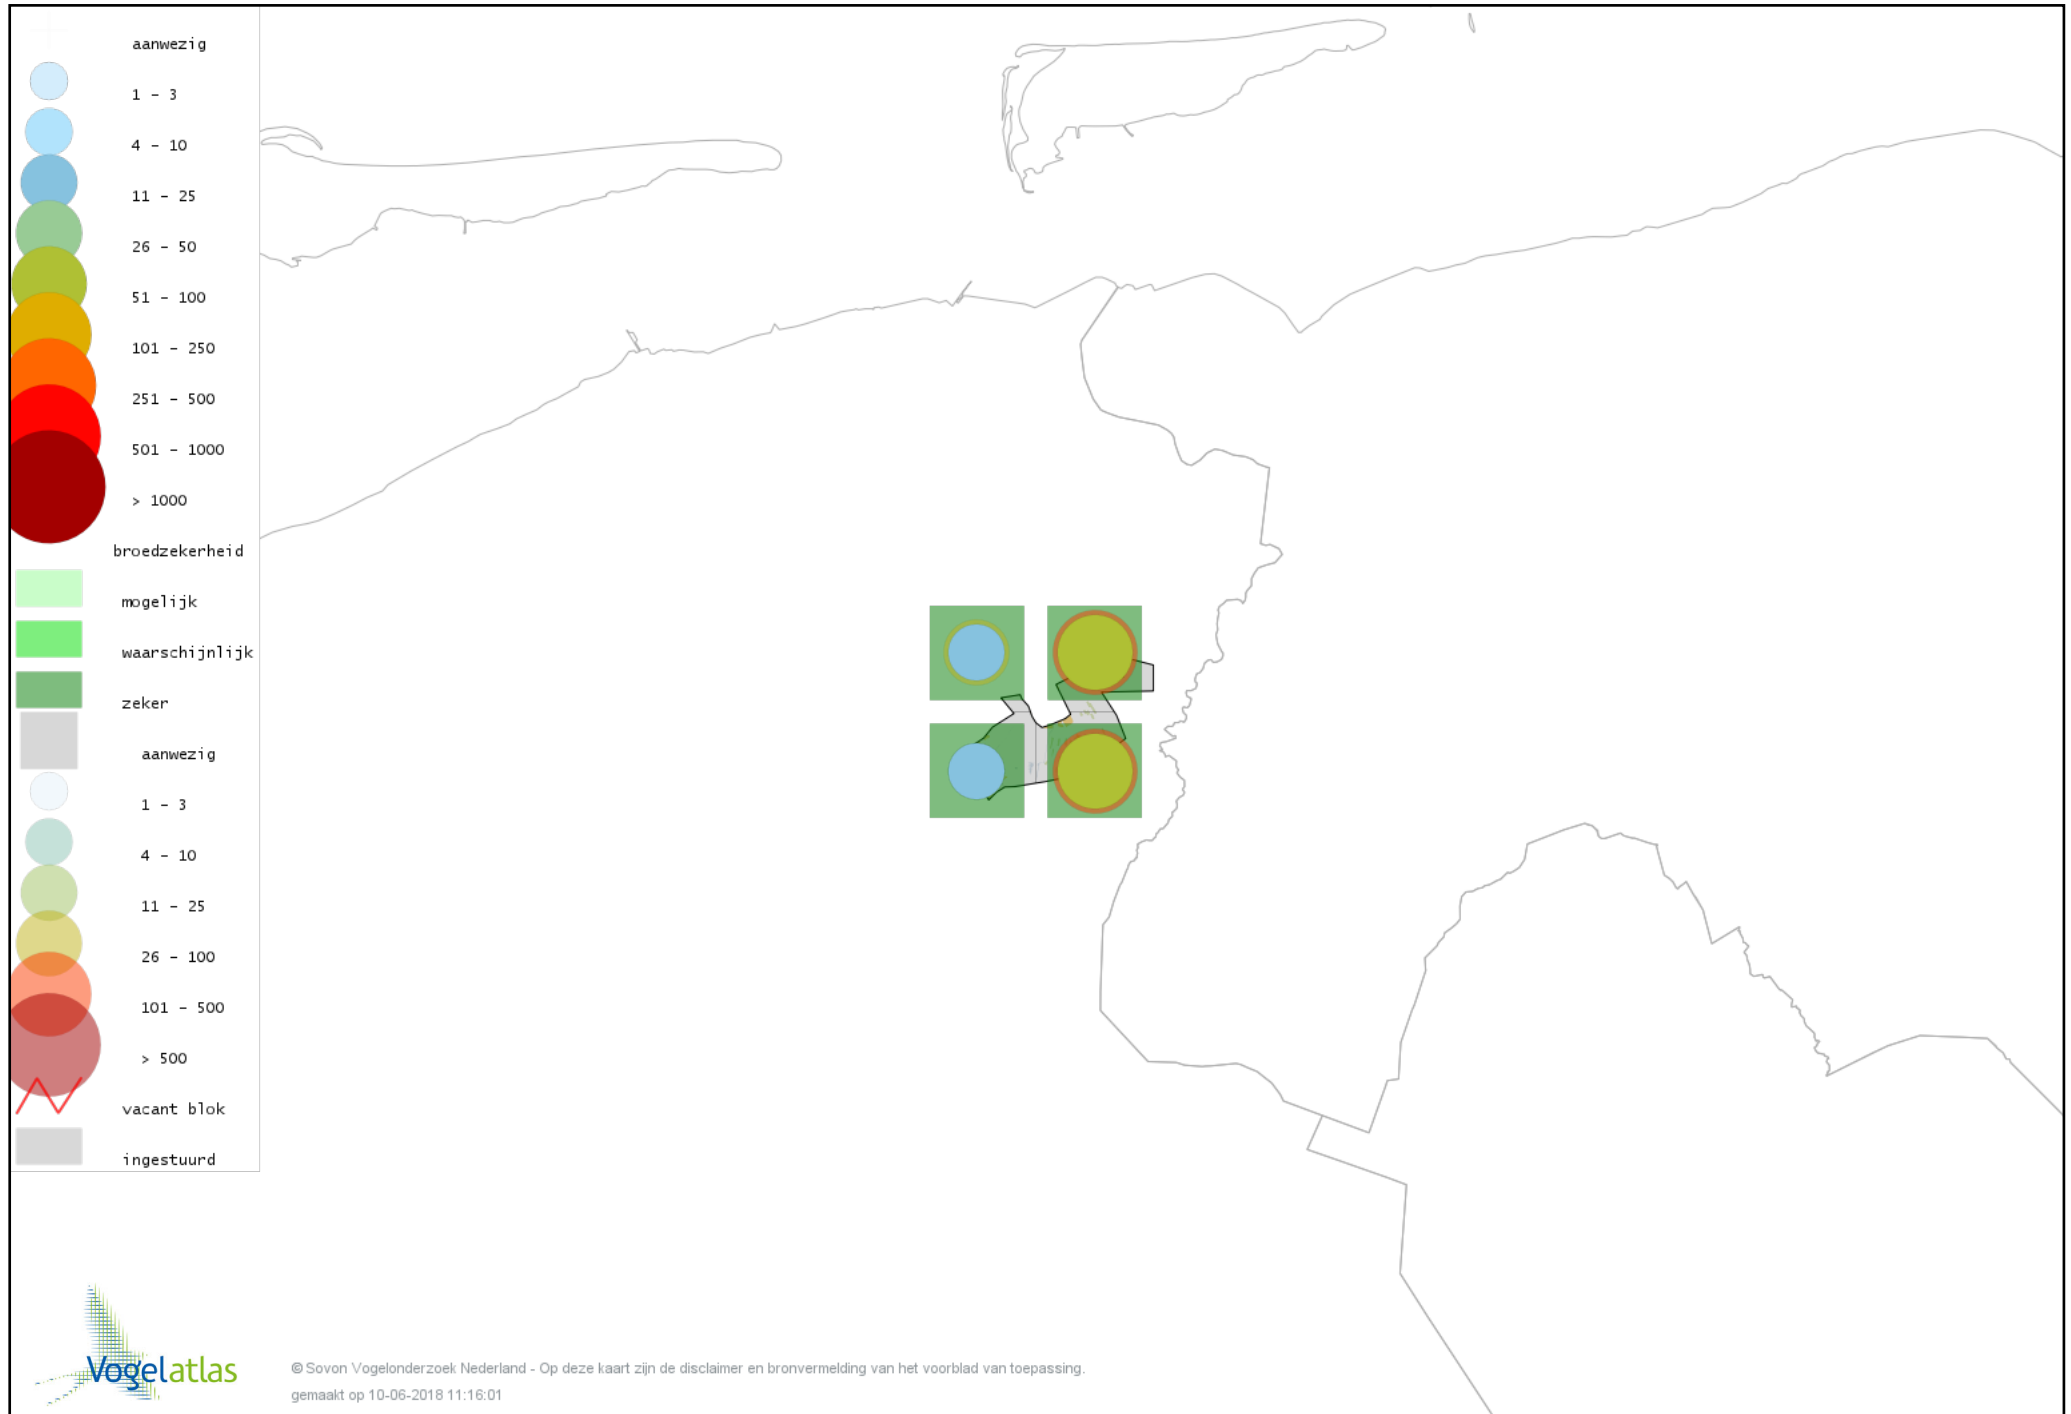 aanwezig
1 - 3
4 - 10
11 - 25
26 - 50
51 - 100
101 - 250
251 - 500
501 - 1000
> 1000
broedzekerheid
mogelijk
waarschijnlijk
zeker
aanwezig
1 - 3
4 - 10
11 - 25
26 - 100
101 - 500
> 500
vacant blok
ingestuurd
Vogelatlas
© Sovon Vogelonderzoek Nederland - Op deze kaart zijn de disclaimer en bronvermelding van het voorblad van toepassing.
gemaakt op 10-06-2018 11:16:01